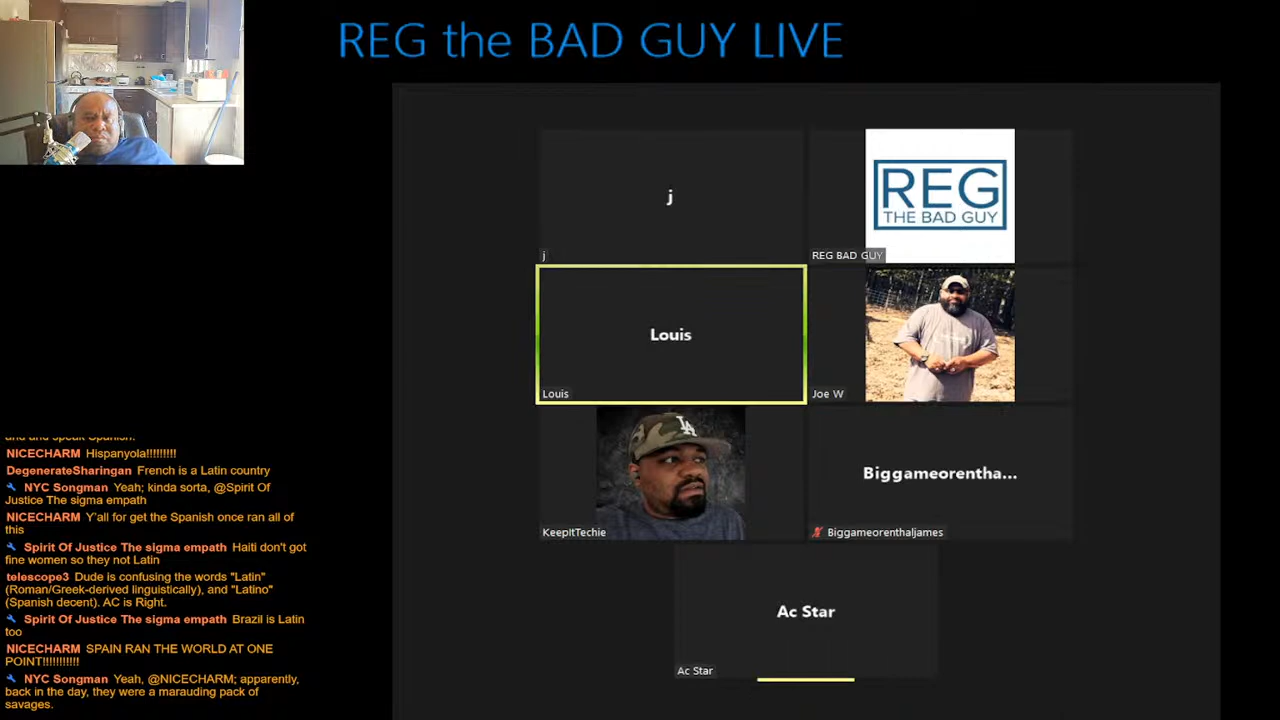 REG the BAD GUY LIVE
j
j
REG
THE BAD GUY
REG BAD GUY
Louis
Louis
LA
Joe W
KeepItTechie
Biggameorentha...
Biggameorenthaljames
Ac Star
Ac Star
and speak Spanish.
NICECHARM Hispanyola!!!!!!!!!
DegenerateSharingan French is a Latin country
NYC Songman Yeah; kinda sorta, @Spirit Of
Justice The sigma empath
NICECHARM Y'all for get the Spanish once ran all of
this
Spirit Of Justice The sigma empath Haiti don't got
fine women so they not Latin
telescope3 Dude is confusing the words "Latin"
(Roman/Greek-derived linguistically), and "Latino"
(Spanish decent). AC is Right.
Spirit Of Justice The sigma empath Brazil is Latin
too
NICECHARM SPAIN RAN THE WORLD AT ONE
POINT!!!!!!!!!!!
NYC Songman Yeah, @NICECHARM; apparently,
back in the day, they were a marauding pack of
savages.